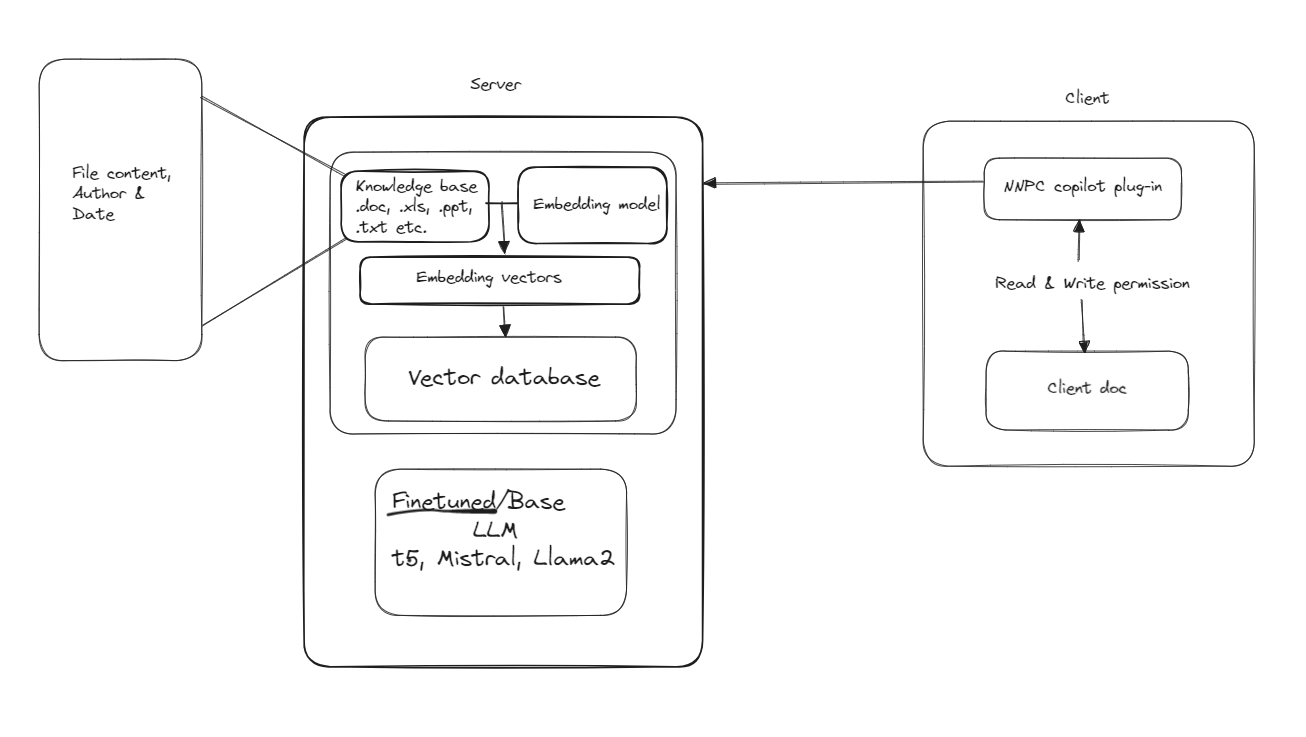 Server
Client
File content,
Author &
Date
Knowledge base
.doc, .xls, .ppt,
.txt etc.
Embedding model
Embedding vectors
Vector database
Finetuned/Base
LLM
t5, Mistral, Llama2
NNPC copilot plug-in
Read & Write permission
Client doc